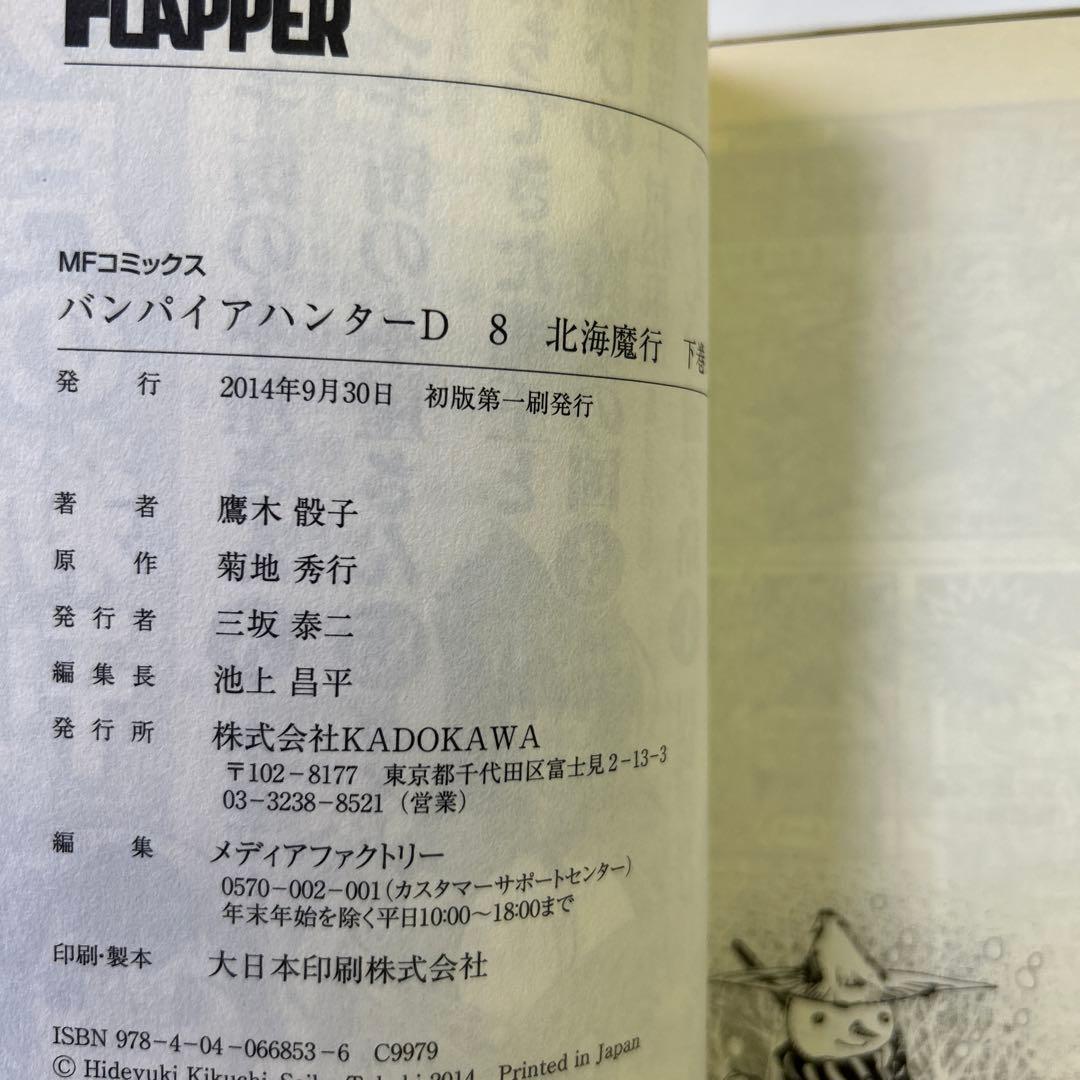 FLAPPER
MFコミックス
バンパイアハンターD 8 北海魔行 下巻
発行 2014年9月30日 初版第一刷発行
著者 鷹木 骰子
原作 菊地 秀行
発行者 三坂 泰二
編集長 池上 昌平
発行所 株式会社KADOKAWA
〒102-8177 東京都千代田区富士見2-13-3
03-3238-8521（営業）
編集 メディアファクトリー
0570-002-001（カスタマーサポートセンター）
年末年始を除く平日10:00〜18:00まで
印刷・製本 大日本印刷株式会社
ISBN 978-4-04-066853-6 C9979
© Hideyuki Kikuchi, Saiko Takaki 2014 Printed in Japan